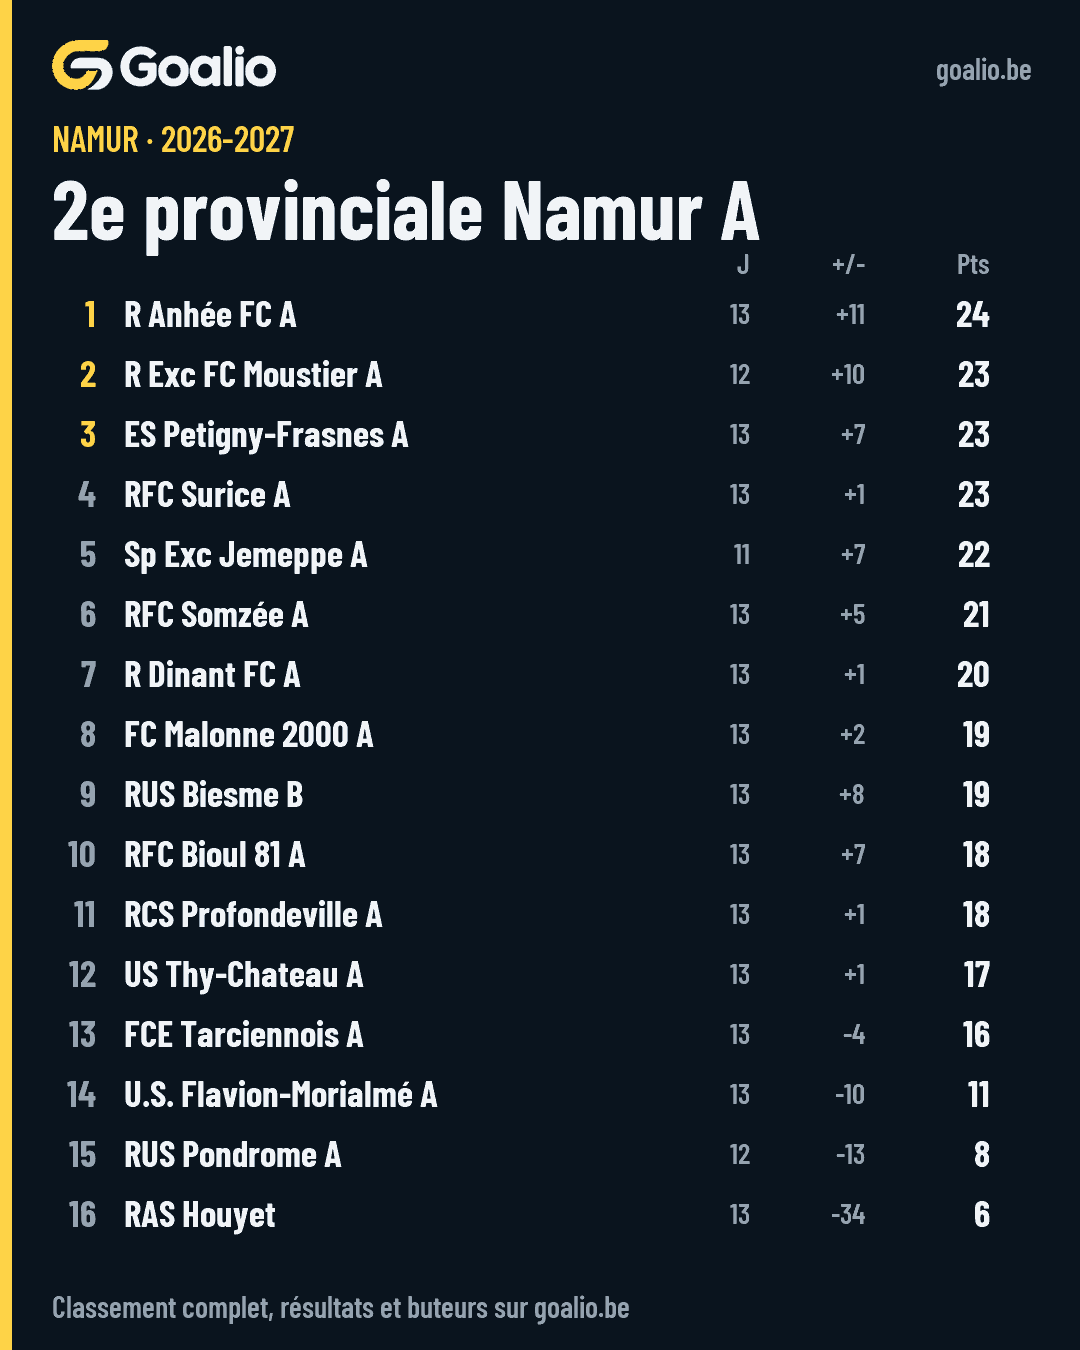 Goalio
goalio.be
NAMUR · 2026-2027
2e provinciale Namur A
J +/- Pts
1 R Anhée FC A 13 +11 24
2 R Exc FC Moustier A 12 +10 23
3 ES Petigny-Frasnes A 13 +7 23
4 RFC Surice A 13 +1 23
5 Sp Exc Jemeppe A 11 +7 22
6 RFC Somzée A 13 +5 21
7 R Dinant FC A 13 +1 20
8 FC Malonne 2000 A 13 +2 19
9 RUS Biesme B 13 +8 19
10 RFC Bioul 81 A 13 +7 18
11 RCS Profondeville A 13 +1 18
12 US Thy-Chateau A 13 +1 17
13 FCE Tarciennois A 13 -4 16
14 U.S. Flavion-Morialmé A 13 -10 11
15 RUS Pondrome A 12 -13 8
16 RAS Houyet 13 -34 6
Classement complet, résultats et buteurs sur goalio.be